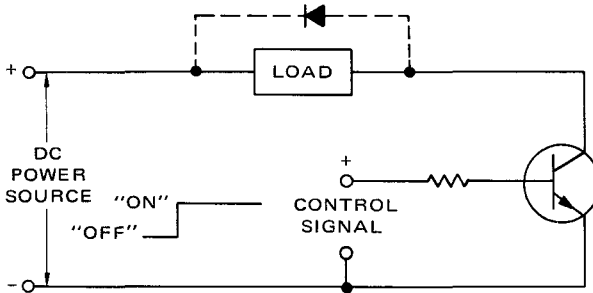 +
LOAD
DC
POWER
SOURCE
+
"ON"
"OFF"
CONTROL
SIGNAL
-